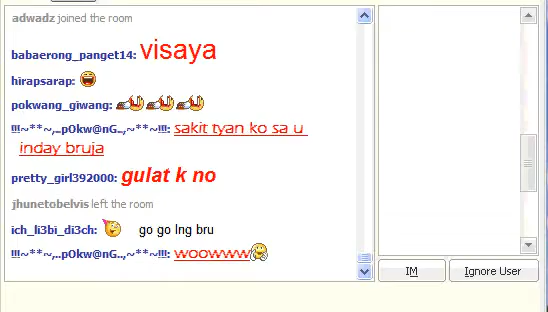 adwadz joined the room
babaerong_panget14: visaya
hirapsarap:
pokwang_giwang:
!!!~**~,..p0kw@nG..,~**~!!!: sakit tyan ko sa u
inday bruja
pretty_girl392000: gulat k no
jhunetobelvis left the room
ich_li3bi_di3ch: go go lng bru
!!!~**~,..p0kw@nG..,~**~!!!: woowww
IM Ignore User